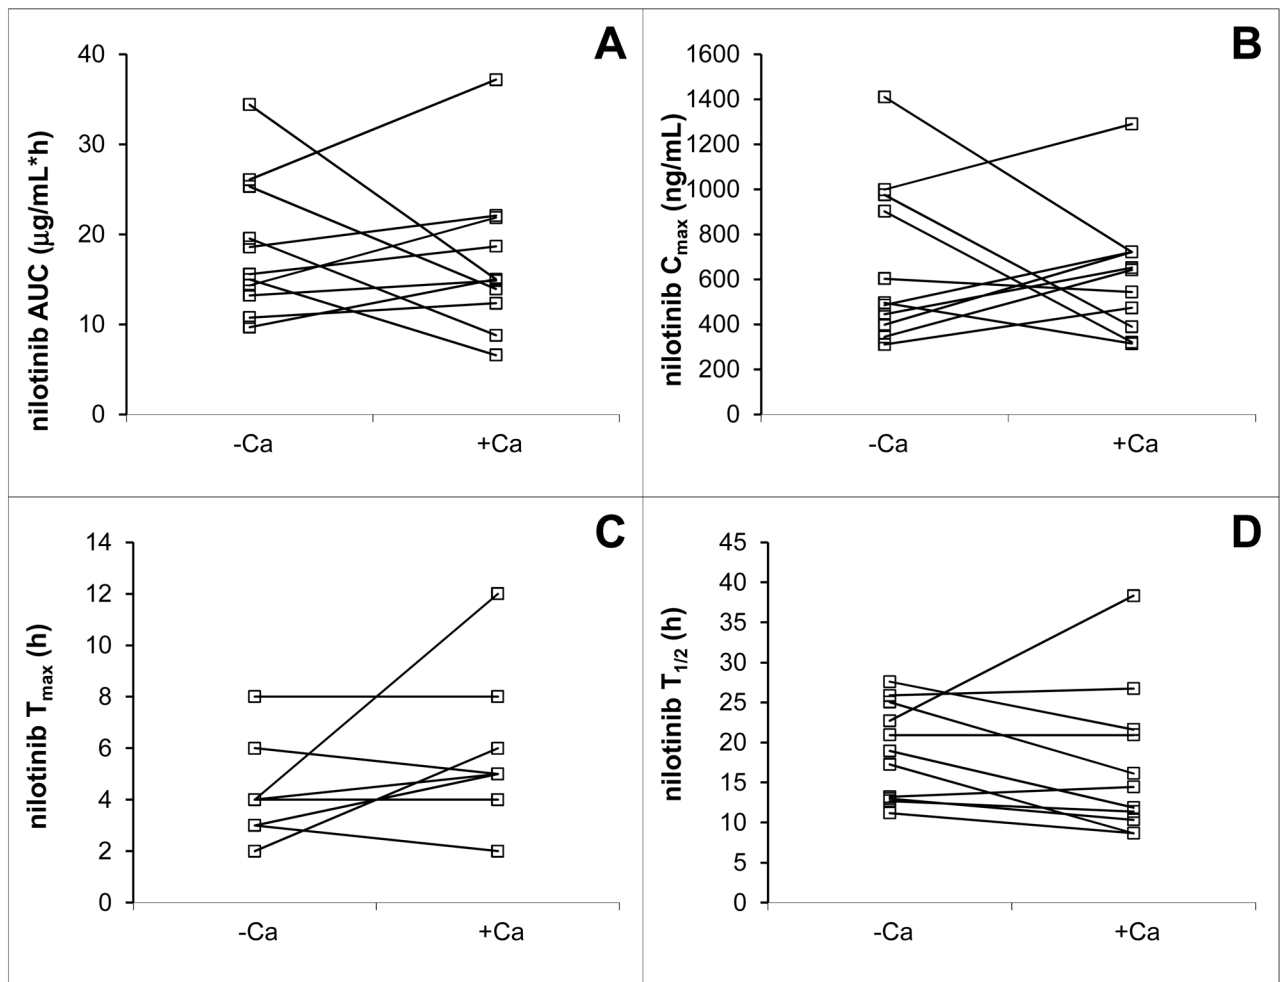 A
nilotinib AUC (µg/mL*h)
40
30
20
10
0
-Ca
+Ca
B
nilotinib Cmax (ng/mL)
1600
1400
1200
1000
800
600
400
200
0
-Ca
+Ca
C
nilotinib Tmax (h)
14
12
10
8
6
4
2
0
-Ca
+Ca
D
nilotinib T1/2 (h)
45
40
35
30
25
20
15
10
5
0
-Ca
+Ca